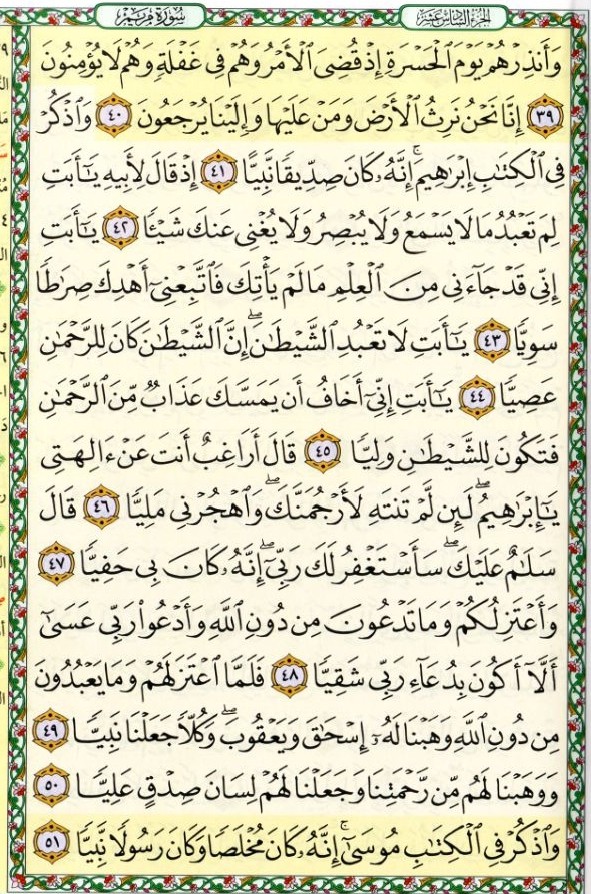 الجزء السادس عشر
سورة مريم
وَأَنذِرْهُمْ يَوْمَ ٱلْحَسْرَةِ إِذْ قُضِىَ ٱلْأَمْرُ وَهُمْ فِى غَفْلَةٍ وَهُمْ لَا يُؤْمِنُونَ
٣٩ إِنَّا نَحْنُ نَرِثُ ٱلْأَرْضَ وَمَنْ عَلَيْهَا وَإِلَيْنَا يُرْجَعُونَ ٤٠ وَٱذْكُرْ
فِى ٱلْكِتَٰبِ إِبْرَٰهِيمَ ۚ إِنَّهُۥ كَانَ صِدِّيقًا نَّبِيًّا ٤١ إِذْ قَالَ لِأَبِيهِ يَٰٓأَبَتِ
لِمَ تَعْبُدُ مَا لَا يَسْمَعُ وَلَا يُبْصِرُ وَلَا يُغْنِى عَنكَ شَيْـًٔا ٤٢ يَٰٓأَبَتِ
إِنِّى قَدْ جَآءَنِى مِنَ ٱلْعِلْمِ مَا لَمْ يَأْتِكَ فَٱتَّبِعْنِىٓ أَهْدِكَ صِرَٰطًا
سَوِيًّا ٤٣ يَٰٓأَبَتِ لَا تَعْبُدِ ٱلشَّيْطَٰنَ ۖ إِنَّ ٱلشَّيْطَٰنَ كَانَ لِلرَّحْمَٰنِ
عَصِيًّا ٤٤ يَٰٓأَبَتِ إِنِّىٓ أَخَافُ أَن يَمَسَّكَ عَذَابٌ مِّنَ ٱلرَّحْمَٰنِ
فَتَكُونَ لِلشَّيْطَٰنِ وَلِيًّا ٤٥ قَالَ أَرَاغِبٌ أَنتَ عَنْ ءَالِهَتِى
يَٰٓإِبْرَٰهِيمُ ۖ لَئِن لَّمْ تَنتَهِ لَأَرْجُمَنَّكَ ۖ وَٱهْجُرْنِى مَلِيًّا ٤٦ قَالَ
سَلَٰمٌ عَلَيْكَ ۖ سَأَسْتَغْفِرُ لَكَ رَبِّىٓ ۖ إِنَّهُۥ كَانَ بِى حَفِيًّا ٤٧
وَأَعْتَزِلُكُمْ وَمَا تَدْعُونَ مِن دُونِ ٱللَّهِ وَأَدْعُوا۟ رَبِّى عَسَىٰٓ
أَلَّآ أَكُونَ بِدُعَآءِ رَبِّى شَقِيًّا ٤٨ فَلَمَّا ٱعْتَزَلَهُمْ وَمَا يَعْبُدُونَ
مِن دُونِ ٱللَّهِ وَهَبْنَا لَهُۥٓ إِسْحَٰقَ وَيَعْقُوبَ ۖ وَكُلًّا جَعَلْنَا نَبِيًّا ٤٩
وَوَهَبْنَا لَهُم مِّن رَّحْمَتِنَا وَجَعَلْنَا لَهُمْ لِسَانَ صِدْقٍ عَلِيًّا ٥٠
وَٱذْكُرْ فِى ٱلْكِتَٰبِ مُوسَىٰٓ ۚ إِنَّهُۥ كَانَ مُخْلَصًا وَكَانَ رَسُولًا نَّبِيًّا ٥١